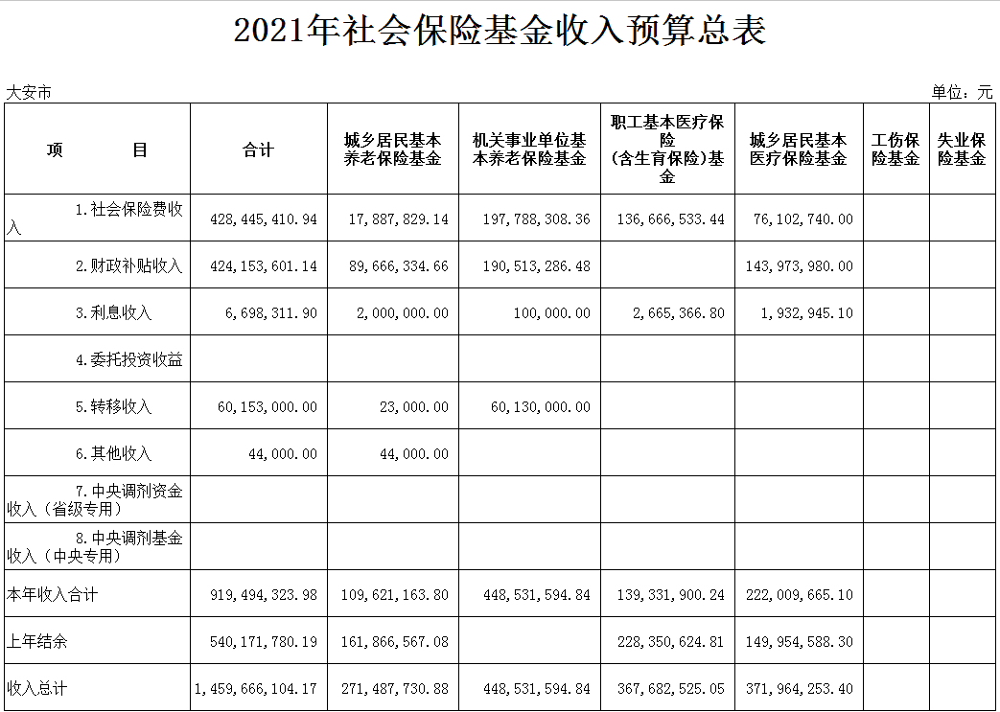 2021年社会保险基金收入预算总表
大安市 单位：元
项 目 合计 城乡居民基本养老保险基金 机关事业单位基本养老保险基金 职工基本医疗保险(含生育保险)基金 城乡居民基本医疗保险基金 工伤保险基金 失业保险基金
1.社会保险费收入 428,445,410.94 17,887,829.14 197,788,308.36 136,666,533.44 76,102,740.00
2.财政补贴收入 424,153,601.14 89,666,334.66 190,513,286.48 143,973,980.00
3.利息收入 6,698,311.90 2,000,000.00 100,000.00 2,665,366.80 1,932,945.10
4.委托投资收益
5.转移收入 60,153,000.00 23,000.00 60,130,000.00
6.其他收入 44,000.00 44,000.00
7.中央调剂资金收入（省级专用）
8.中央调剂基金收入（中央专用）
本年收入合计 919,494,323.98 109,621,163.80 448,531,594.84 139,331,900.24 222,009,665.10
上年结余 540,171,780.19 161,866,567.08 228,350,624.81 149,954,588.30
收入总计 1,459,666,104.17 271,487,730.88 448,531,594.84 367,682,525.05 371,964,253.40